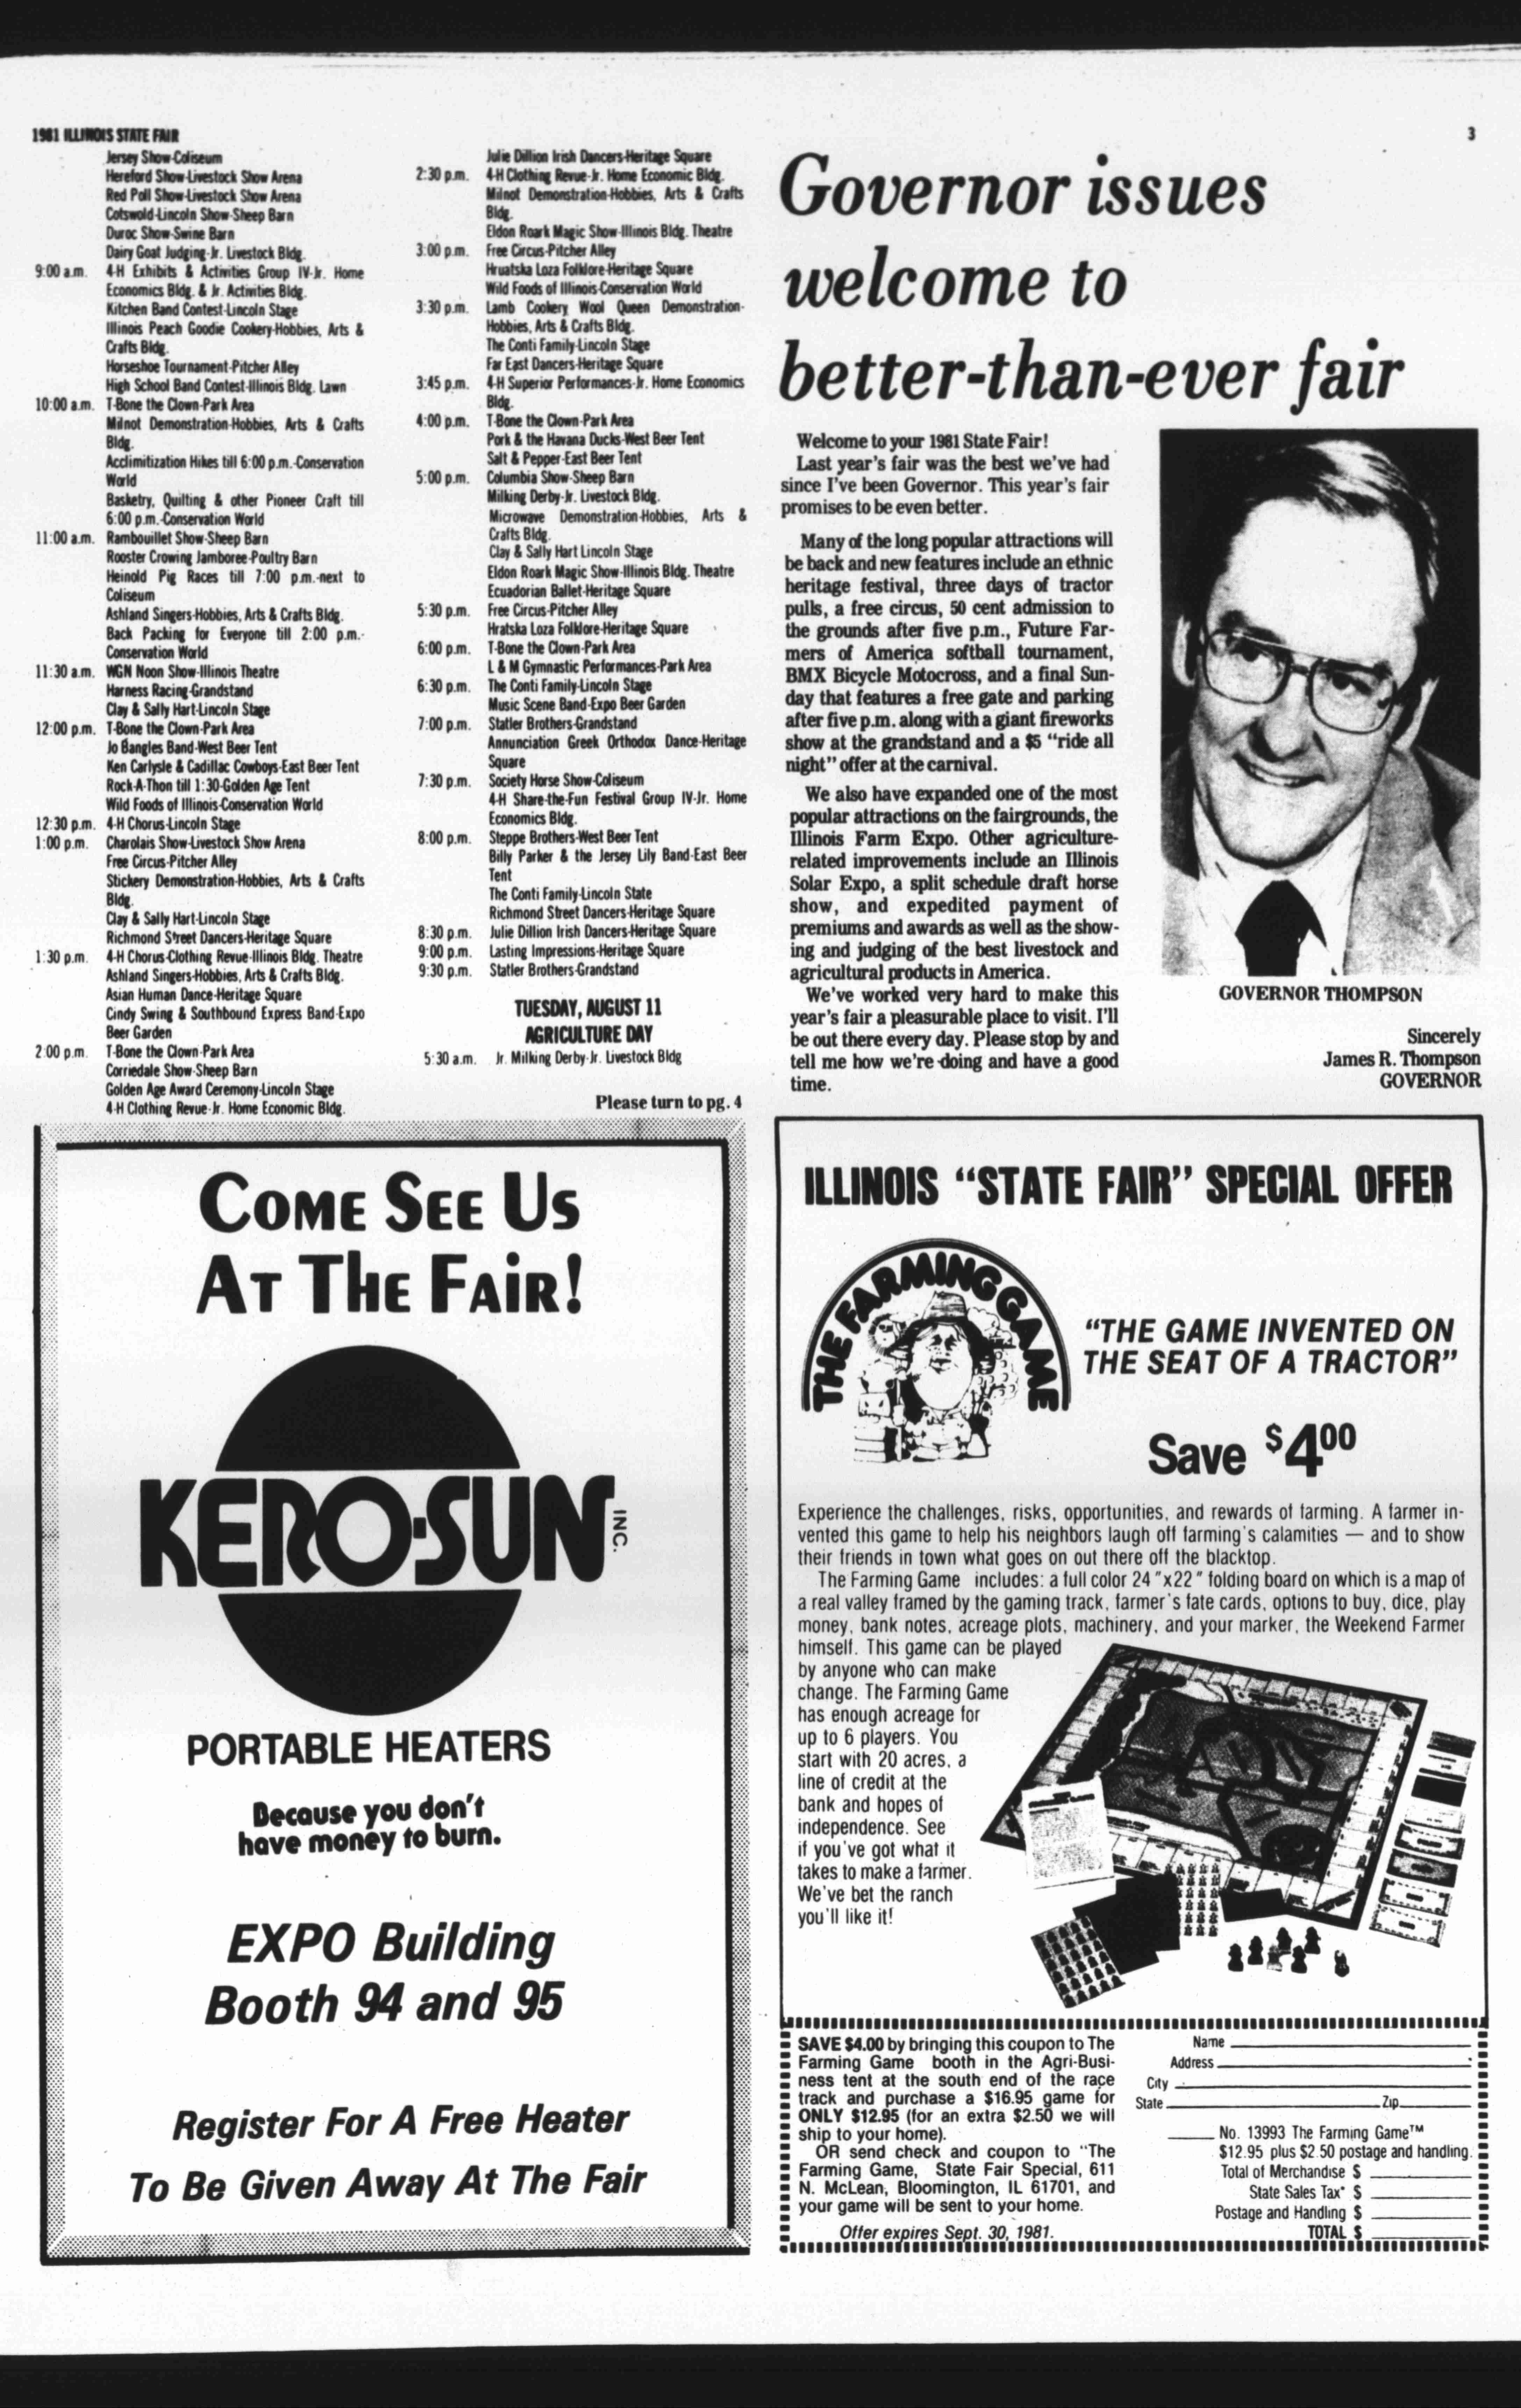 1981 ILLINOIS STATE FAIR
3
Jersey Show-Coliseum
Hereford Show-Livestock Show Arena
Red Poll Show-Livestock Show Arena
Cotswold-Lincoln Show-Sheep Barn
Duroc Show-Swine Barn
Dairy Goat Judging-Jr. Livestock Bldg.
9:00 a.m. 4-H Exhibits & Activities Group IV-Jr. Home
Economics Bldg. & Jr. Activities Bldg.
Kitchen Band Contest-Lincoln Stage
Illinois Peach Goodie Cookery-Hobbies, Arts &
Crafts Bldg.
Horseshoe Tournament-Pitcher Alley
High School Band Contest-Illinois Bldg. Lawn
10:00 a.m. T-Bone the Clown-Park Area
Milnot Demonstration-Hobbies, Arts & Crafts
Bldg.
Acclimitization Hikes till 6:00 p.m.-Conservation
World
Basketry, Quilting & other Pioneer Craft till
6:00 p.m.-Conservation World
11:00 a.m. Rambouillet Show-Sheep Barn
Rooster Crowing Jamboree-Poultry Barn
Heinold Pig Races till 7:00 p.m.-next to
Coliseum
Ashland Singers-Hobbies, Arts & Crafts Bldg.
Back Packing for Everyone till 2:00 p.m.-
Conservation World
11:30 a.m. WGN Noon Show-Illinois Theatre
Harness Racing-Grandstand
Clay & Sally Hart-Lincoln Stage
12:00 p.m. T-Bone the Clown-Park Area
Jo Bangles Band-West Beer Tent
Ken Carlysle & Cadillac Cowboys-East Beer Tent
Rock-A-Thon till 1:30-Golden Age Tent
Wild Foods of Illinois-Conservation World
12:30 p.m. 4-H Chorus-Lincoln Stage
1:00 p.m. Charolais Show-Livestock Show Arena
Free Circus-Pitcher Alley
Stickery Demonstration-Hobbies, Arts & Crafts
Bldg.
Clay & Sally Hart-Lincoln Stage
Richmond Street Dancers-Heritage Square
1:30 p.m. 4-H Chorus-Clothing Revue-Illinois Bldg. Theatre
Ashland Singers-Hobbies, Arts & Crafts Bldg.
Asian Human Dance-Heritage Square
Cindy Swing & Southbound Express Band-Expo
Beer Garden
2:00 p.m. T-Bone the Clown-Park Area
Corriedale Show-Sheep Barn
Golden Age Award Ceremony-Lincoln Stage
4-H Clothing Revue-Jr. Home Economic Bldg.
Julie Dillion Irish Dancers-Heritage Square
2:30 p.m. 4-H Clothing Revue-Jr. Home Economic Bldg.
Milnot Demonstration-Hobbies, Arts & Crafts
Bldg.
Eldon Roark Magic Show-Illinois Bldg. Theatre
3:00 p.m. Free Circus-Pitcher Alley
Hruatska Loza Folklore-Heritage Square
Wild Foods of Illinois-Conservation World
3:30 p.m. Lamb Cookery Wool Queen Demonstration-
Hobbies, Arts & Crafts Bldg.
The Conti Family-Lincoln Stage
Far East Dancers-Heritage Square
3:45 p.m. 4-H Superior Performances-Jr. Home Economics
Bldg.
4:00 p.m. T-Bone the Clown-Park Area
Pork & the Havana Ducks-West Beer Tent
Salt & Pepper-East Beer Tent
5:00 p.m. Columbia Show-Sheep Barn
Milking Derby-Jr. Livestock Bldg.
Microwave Demonstration-Hobbies, Arts &
Crafts Bldg.
Clay & Sally Hart Lincoln Stage
Eldon Roark Magic Show-Illinois Bldg. Theatre
Ecuadorian Ballet-Heritage Square
5:30 p.m. Free Circus-Pitcher Alley
Hratska Loza Folklore-Heritage Square
6:00 p.m. T-Bone the Clown-Park Area
L & M Gymnastic Performances-Park Area
6:30 p.m. The Conti Family-Lincoln Stage
Music Scene Band-Expo Beer Garden
7:00 p.m. Statler Brothers-Grandstand
Annunciation Greek Orthodox Dance-Heritage
Square
7:30 p.m. Society Horse Show-Coliseum
4-H Share-the-Fun Festival Group IV-Jr. Home
Economics Bldg.
8:00 p.m. Steppe Brothers-West Beer Tent
Billy Parker & the Jersey Lily Band-East Beer
Tent
The Conti Family-Lincoln State
Richmond Street Dancers-Heritage Square
8:30 p.m. Julie Dillion Irish Dancers-Heritage Square
9:00 p.m. Lasting Impressions-Heritage Square
9:30 p.m. Statler Brothers-Grandstand
TUESDAY, AUGUST 11
AGRICULTURE DAY
5:30 a.m. Jr. Milking Derby-Jr. Livestock Bldg
Please turn to pg. 4
Governor issues
welcome to
better-than-ever fair
Welcome to your 1981 State Fair!
Last year's fair was the best we've had
since I've been Governor. This year's fair
promises to be even better.
Many of the long popular attractions will
be back and new features include an ethnic
heritage festival, three days of tractor
pulls, a free circus, 50 cent admission to
the grounds after five p.m., Future Far-
mers of America softball tournament,
BMX Bicycle Motocross, and a final Sun-
day that features a free gate and parking
after five p.m. along with a giant fireworks
show at the grandstand and a $5 "ride all
night" offer at the carnival.
We also have expanded one of the most
popular attractions on the fairgrounds, the
Illinois Farm Expo. Other agriculture-
related improvements include an Illinois
Solar Expo, a split schedule draft horse
show, and expedited payment of
premiums and awards as well as the show-
ing and judging of the best livestock and
agricultural products in America.
We've worked very hard to make this
year's fair a pleasurable place to visit. I'll
be out there every day. Please stop by and
tell me how we're doing and have a good
time.
GOVERNOR THOMPSON
Sincerely
James R. Thompson
GOVERNOR
COME SEE US
AT THE FAIR!
KERO-SUN INC.
PORTABLE HEATERS
Because you don't
have money to burn.
EXPO Building
Booth 94 and 95
Register For A Free Heater
To Be Given Away At The Fair
ILLINOIS "STATE FAIR" SPECIAL OFFER
THE FARMING GAME
"THE GAME INVENTED ON
THE SEAT OF A TRACTOR"
Save $4.00
Experience the challenges, risks, opportunities, and rewards of farming. A farmer in-
vented this game to help his neighbors laugh off farming's calamities — and to show
their friends in town what goes on out there off the blacktop.
The Farming Game includes: a full color 24"x22" folding board on which is a map of
a real valley framed by the gaming track, farmer's fate cards, options to buy, dice, play
money, bank notes, acreage plots, machinery, and your marker, the Weekend Farmer
himself. This game can be played
by anyone who can make
change. The Farming Game
has enough acreage for
up to 6 players. You
start with 20 acres, a
line of credit at the
bank and hopes of
independence. See
if you've got what it
takes to make a farmer.
We've bet the ranch
you'll like it!
SAVE $4.00 by bringing this coupon to The
Farming Game booth in the Agri-Busi-
ness tent at the south end of the race
track and purchase a $16.95 game for
ONLY $12.95 (for an extra $2.50 we will
ship to your home).
OR send check and coupon to "The
Farming Game, State Fair Special, 611
N. McLean, Bloomington, IL 61701, and
your game will be sent to your home.
Offer expires Sept. 30, 1981.
Name
Address
City
State Zip
No. 13993 The Farming Game™
$12.95 plus $2.50 postage and handling.
Total of Merchandise $
State Sales Tax* $
Postage and Handling $
TOTAL $